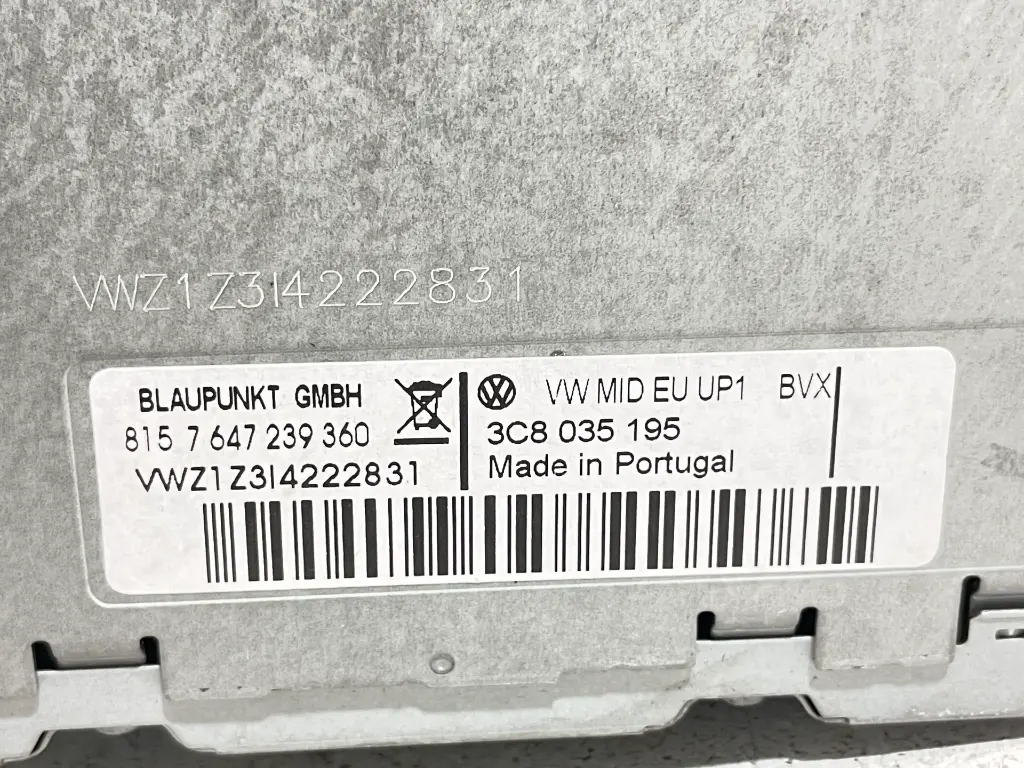 VWZ1Z3I4222831
BLAUPUNKT GMBH
815 7 647 239 360
VWZ1Z3I4222831
VW MID EU UP1 BVX
3C8 035 195
Made in Portugal